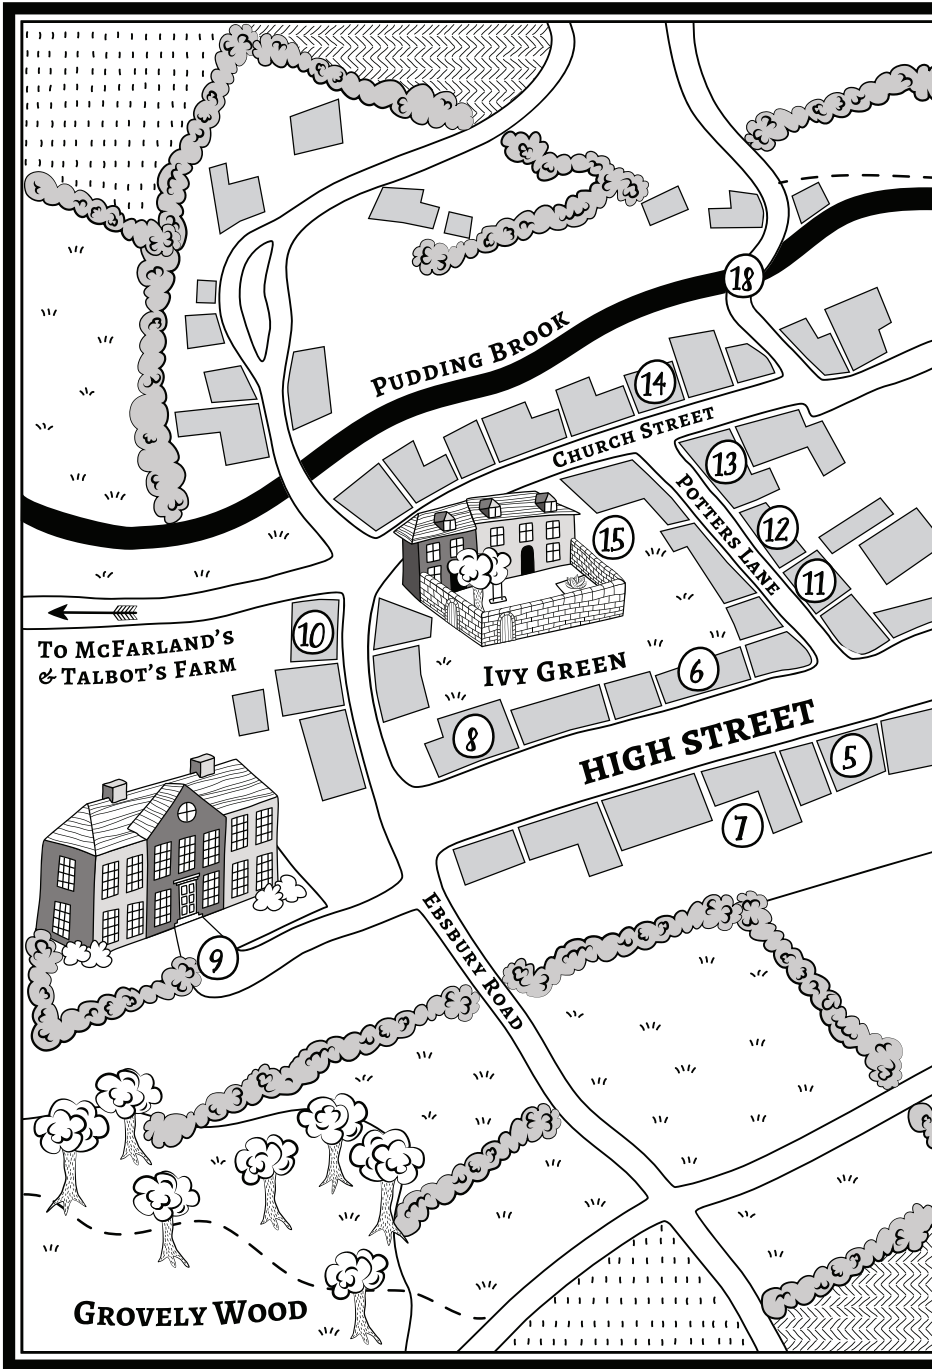 18
PUDDING BROOK
14
CHURCH STREET
13
POTTERS LANE
12
15
11
10
TO MCFARLAND'S
& TALBOT'S FARM
IVY GREEN
6
8
HIGH STREET
5
7
EBSBURY ROAD
9
GROVELY WOOD